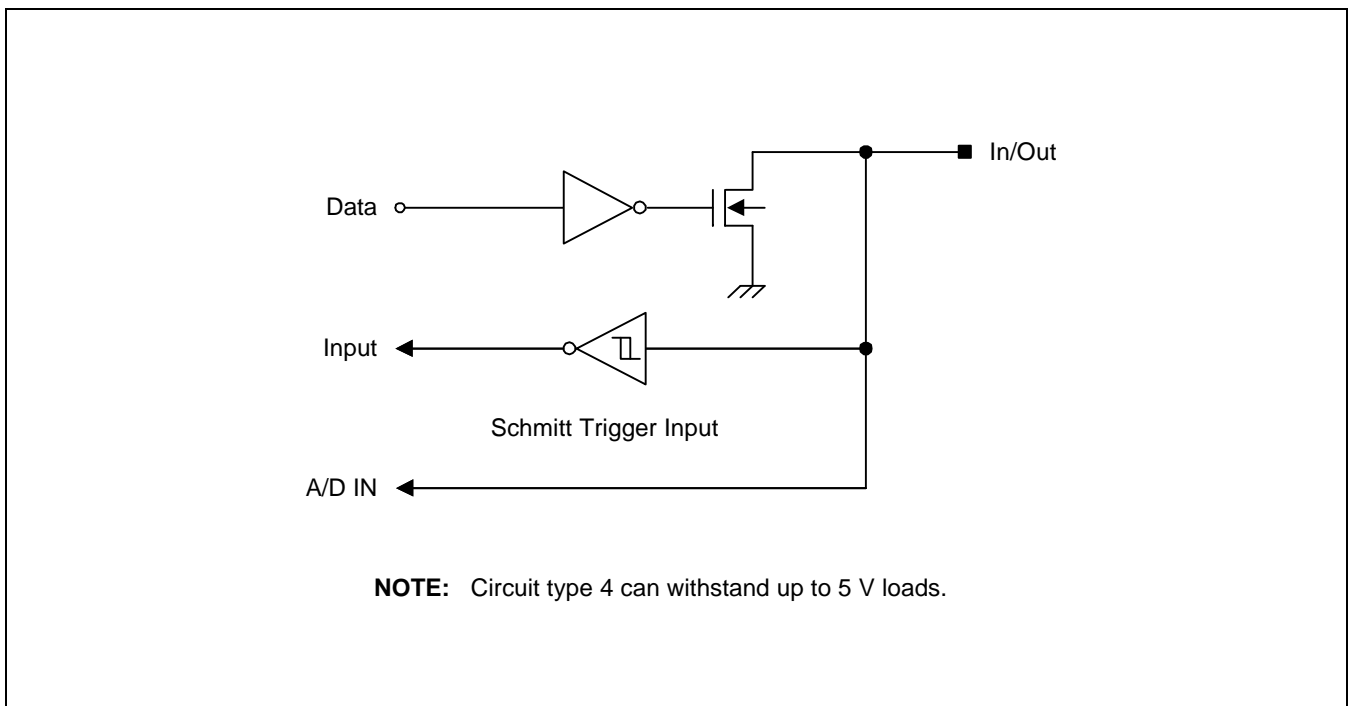 In/Out
Data
Input
Schmitt Trigger Input
A/D IN
NOTE: Circuit type 4 can withstand up to 5 V loads.